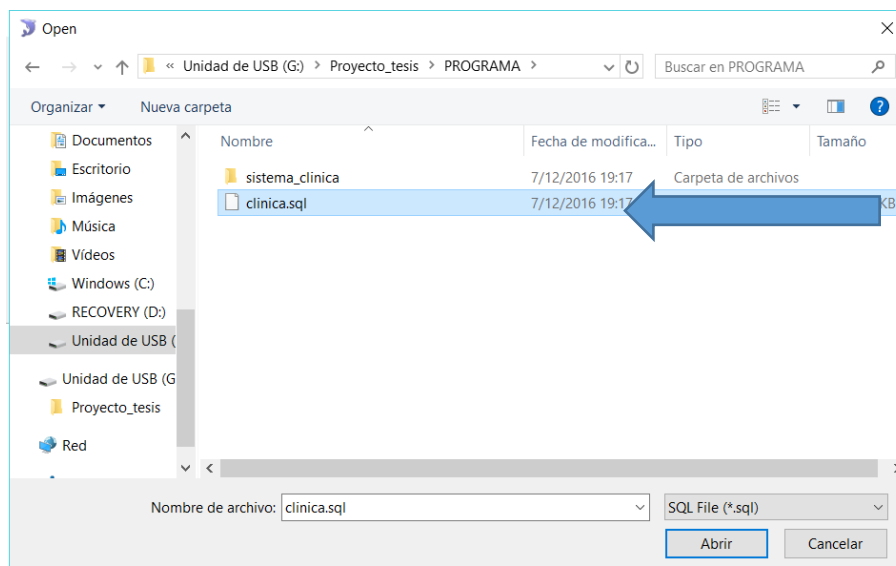 Open
« Unidad de USB (G:) > Proyecto_tesis > PROGRAMA >
Buscar en PROGRAMA
Organizar
Nueva carpeta
Nombre
Fecha de modifica...
Tipo
Tamaño
Documentos
Escritorio
Imágenes
Música
Vídeos
Windows (C:)
RECOVERY (D:)
Unidad de USB (
Unidad de USB (G
Proyecto_tesis
Red
sistema_clinica 7/12/2016 19:17 Carpeta de archivos
clinica.sql 7/12/2016 19:17 KB
Nombre de archivo: clinica.sql
SQL File (*.sql)
Abrir
Cancelar